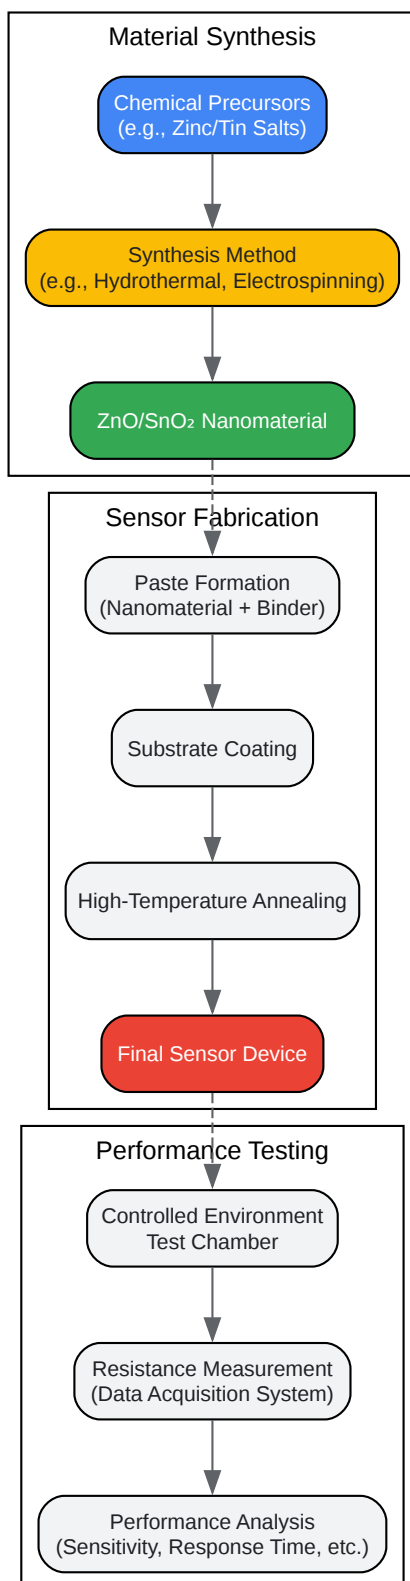 Material Synthesis
Chemical Precursors
(e.g., Zinc/Tin Salts)
Synthesis Method
(e.g., Hydrothermal, Electrospinning)
ZnO/SnO₂ Nanomaterial
Sensor Fabrication
Paste Formation
(Nanomaterial + Binder)
Substrate Coating
High-Temperature Annealing
Final Sensor Device
Performance Testing
Controlled Environment
Test Chamber
Resistance Measurement
(Data Acquisition System)
Performance Analysis
(Sensitivity, Response Time, etc.)